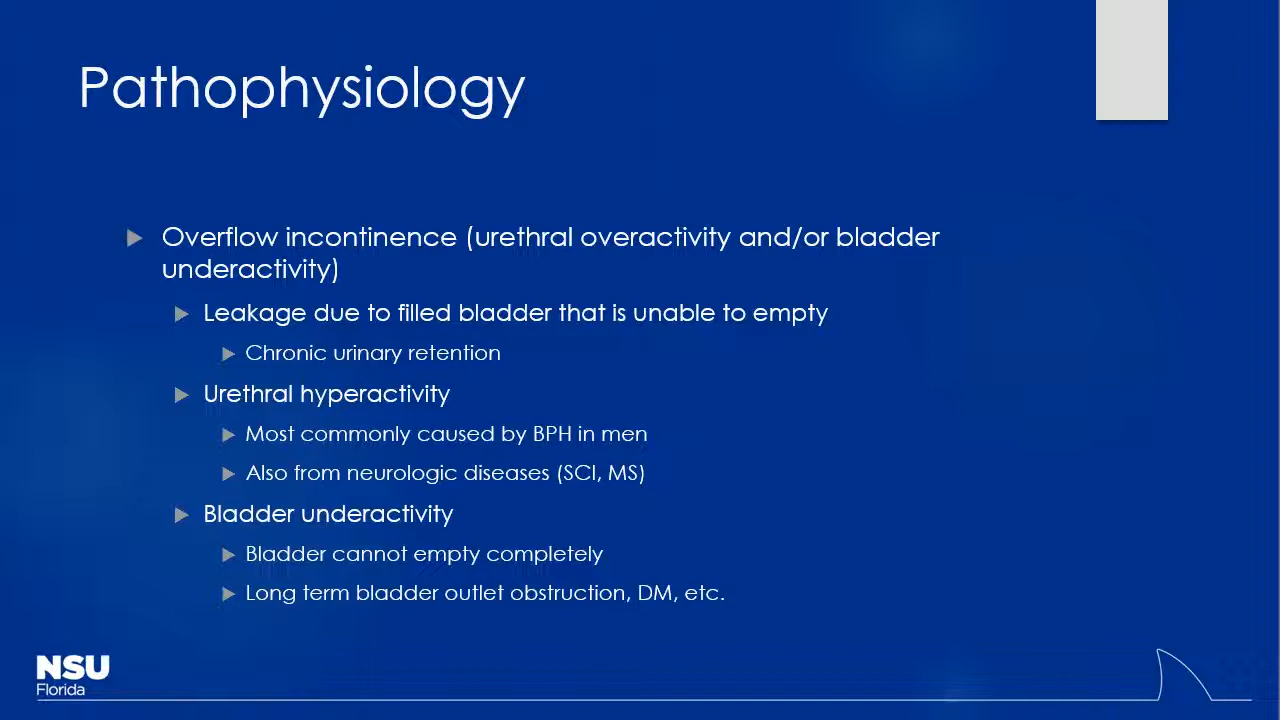 Pathophysiology
Overflow incontinence (urethral overactivity and/or bladder
underactivity)
Leakage due to filled bladder that is unable to empty
Chronic urinary retention
Urethral hyperactivity
Most commonly caused by BPH in men
Also from neurologic diseases (SCI, MS)
Bladder underactivity
Bladder cannot empty completely
Long term bladder outlet obstruction, DM, etc.
NSU
Florida